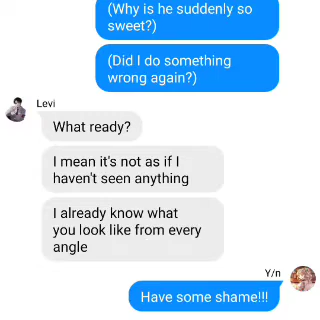 (Why is he suddenly so
sweet?)
(Did I do something
wrong again?)
Levi
What ready?
I mean it's not as if I
haven't seen anything
I already know what
you look like from every
angle
Y/n
Have some shame!!!